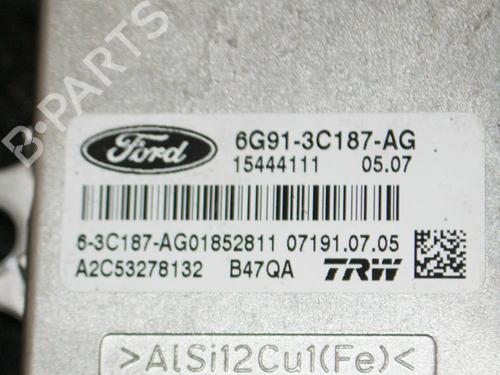 B-PARTS
Ford
6G91-3C187-AG
15444111 05.07
6-3C187-AG01852811 07191.07.05
A2C53278132 B47QA TRW
>AlSi12Cu1(Fe)<